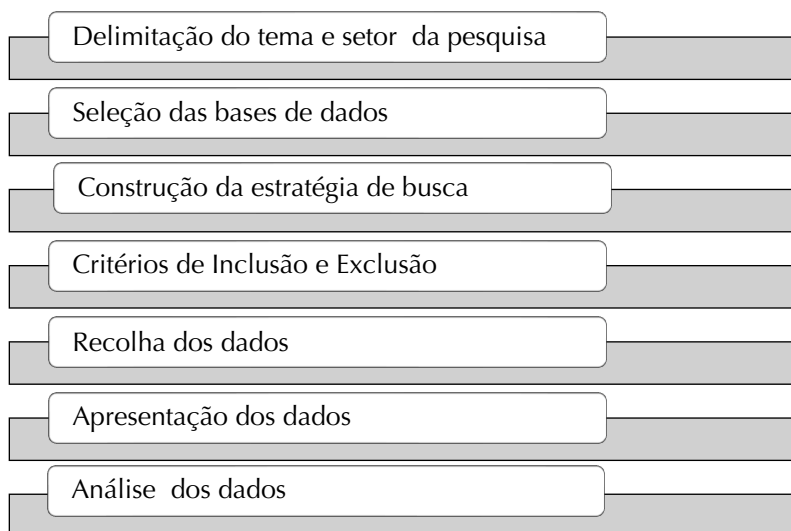 Delimitação do tema e setor da pesquisa
Seleção das bases de dados
Construção da estratégia de busca
Critérios de Inclusão e Exclusão
Recolha dos dados
Apresentação dos dados
Análise dos dados